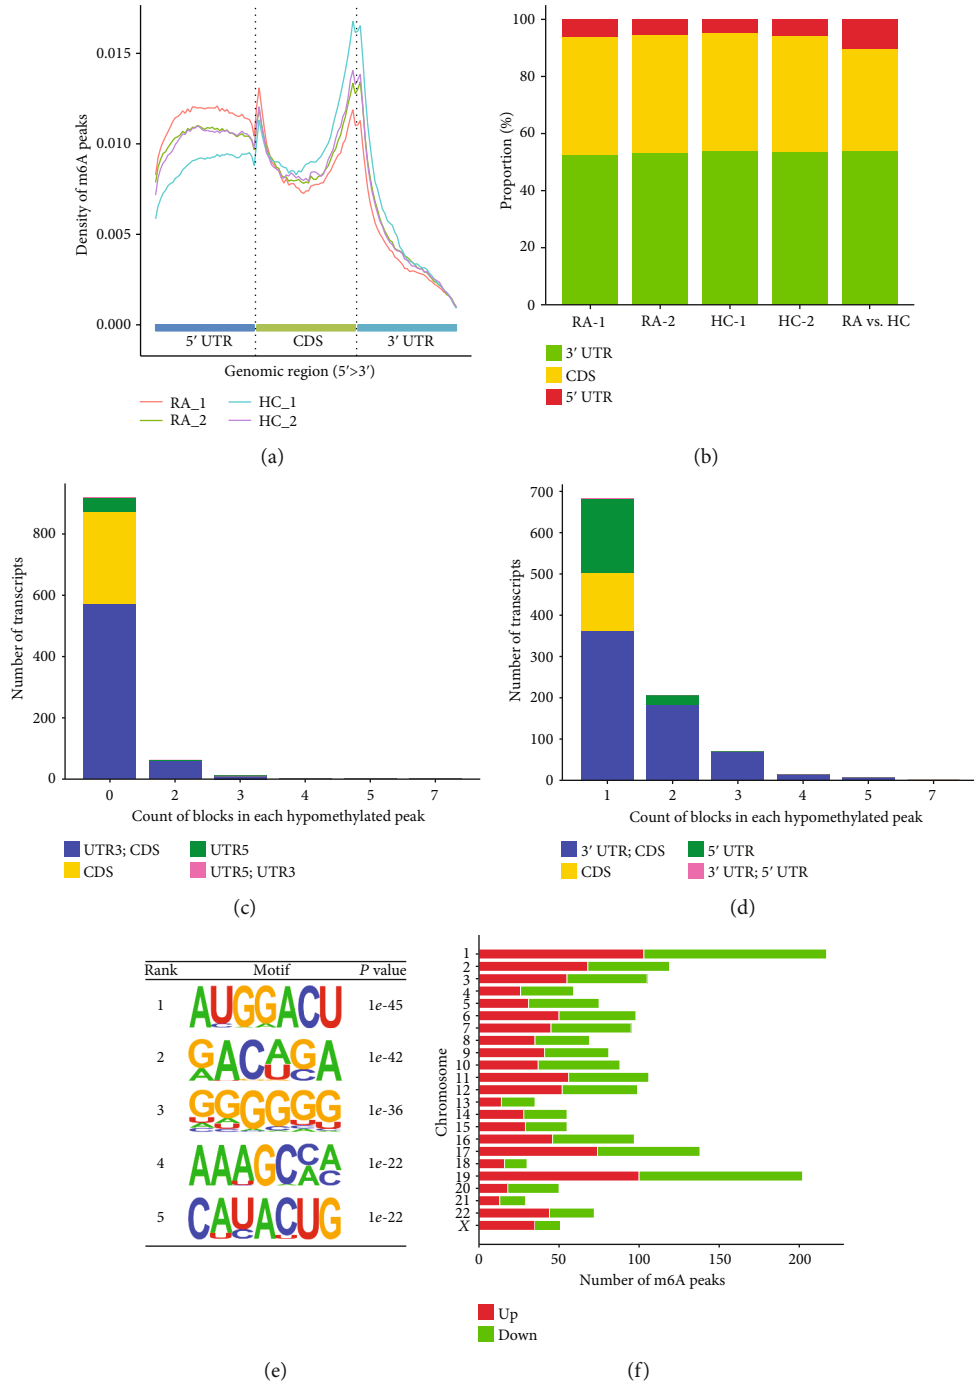 0.015
0.010
0.005
0.000
Density of m6A peaks
5′ UTR CDS 3′ UTR
Genomic region (5′>3′)
RA_1 HC_1
RA_2 HC_2
(a)
100
80
60
40
20
0
Proportion (%)
RA-1 RA-2 HC-1 HC-2 RA vs. HC
3′ UTR
CDS
5′ UTR
(b)
800
600
400
200
0
Number of transcripts
0 2 3 4 5 7
Count of blocks in each hypomethylated peak
UTR3; CDS UTR5
CDS UTR5; UTR3
(c)
700
600
500
400
300
200
100
0
Number of transcripts
1 2 3 4 5 7
Count of blocks in each hypomethylated peak
3′ UTR; CDS 5′ UTR
CDS 3′ UTR; 5′ UTR
(d)
Rank Motif P value
1 AUGGACU 1e-45
2 GACAGA 1e-42
3 GGGGGG 1e-36
4 AAAGCCA 1e-22
5 CAUACUG 1e-22
(e)
Chromosome
1
2
3
4
5
6
7
8
9
10
11
12
13
14
15
16
17
18
19
20
21
22
X
0 50 100 150 200
Number of m6A peaks
Up
Down
(f)